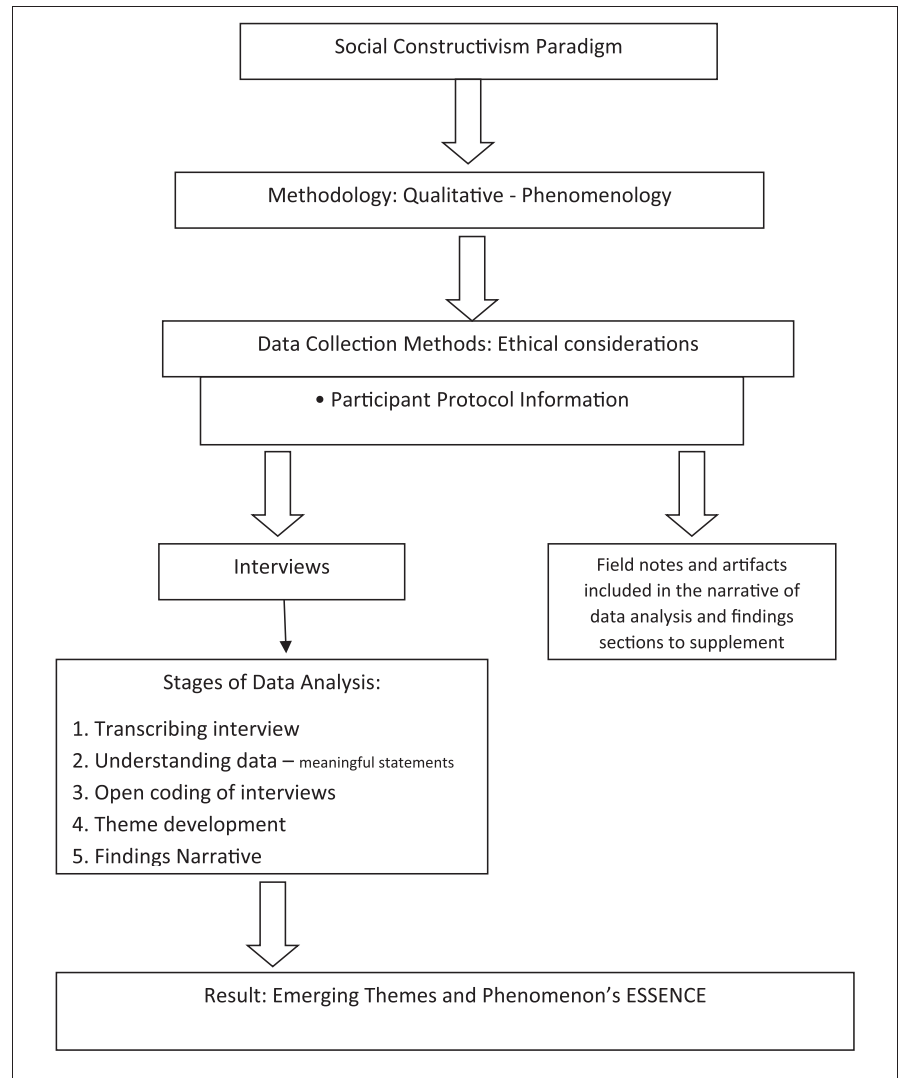 Social Constructivism Paradigm
Methodology: Qualitative - Phenomenology
Data Collection Methods: Ethical considerations
• Participant Protocol Information
Interviews
Field notes and artifacts
included in the narrative of
data analysis and findings
sections to supplement
Stages of Data Analysis:
1. Transcribing interview
2. Understanding data – meaningful statements
3. Open coding of interviews
4. Theme development
5. Findings Narrative
Result: Emerging Themes and Phenomenon’s ESSENCE